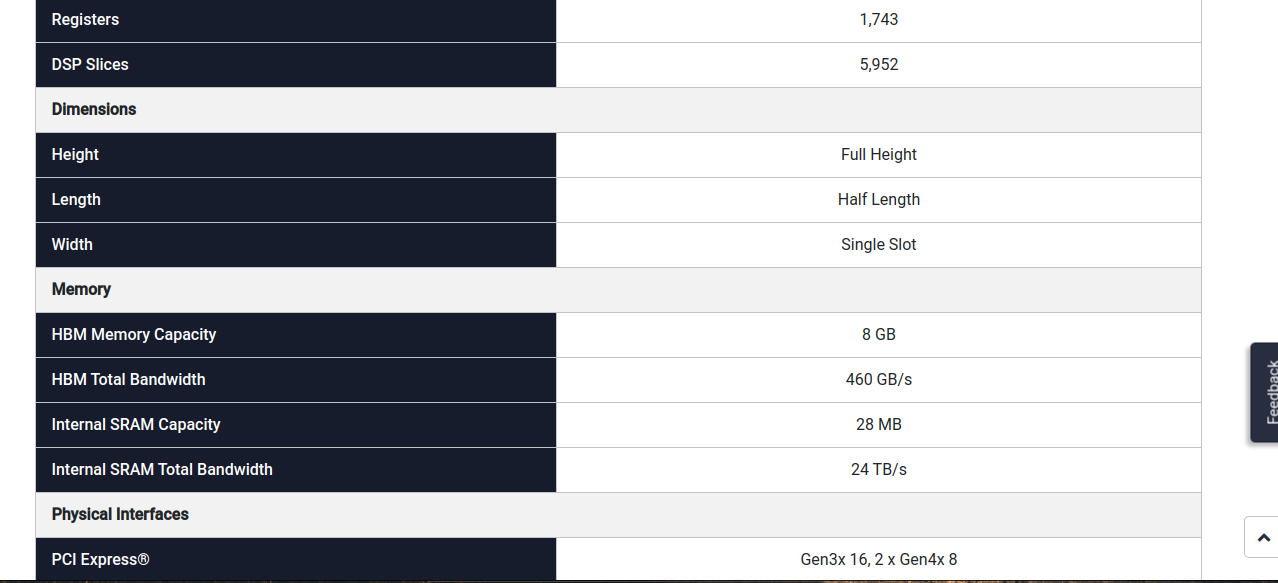 Registers 1,743
DSP Slices 5,952
Dimensions
Height Full Height
Length Half Length
Width Single Slot
Memory
HBM Memory Capacity 8 GB
HBM Total Bandwidth 460 GB/s
Internal SRAM Capacity 28 MB
Internal SRAM Total Bandwidth 24 TB/s
Physical Interfaces
PCI Express® Gen3x 16, 2 x Gen4x 8
Feedback